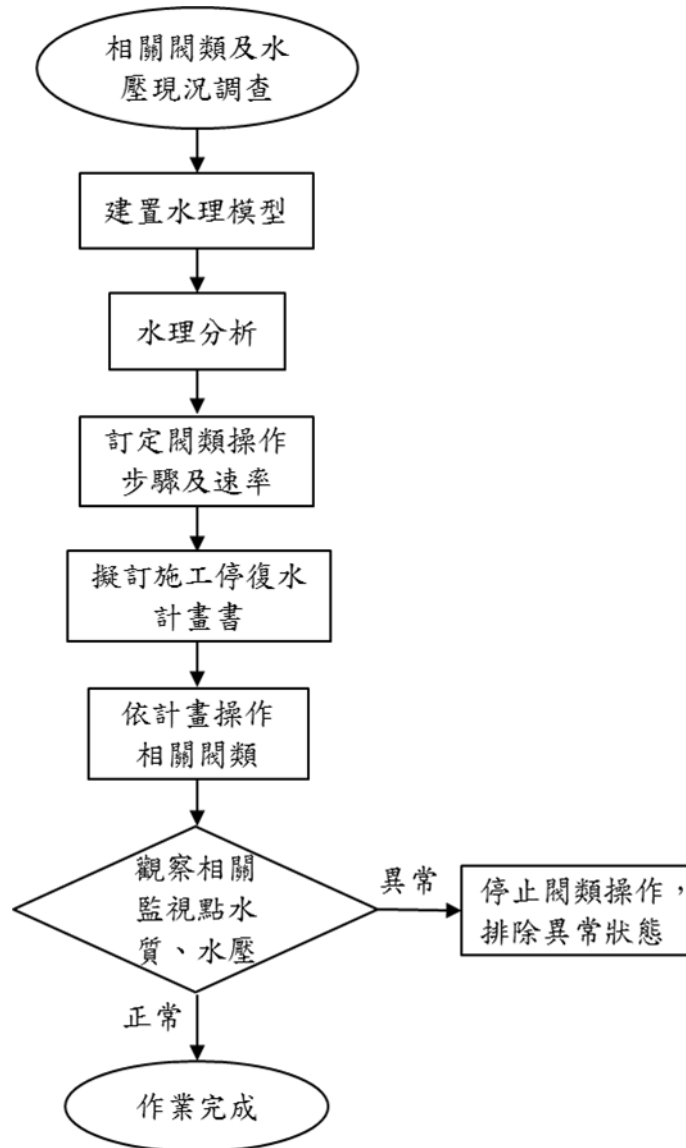 相關閥類及水
壓現況調查
建置水理模型
水理分析
訂定閥類操作
步驟及速率
擬訂施工停復水
計畫書
依計畫操作
相關閥類
觀察相關
監視點水
質、水壓
異常
停止閥類操作，
排除異常狀態
正常
作業完成